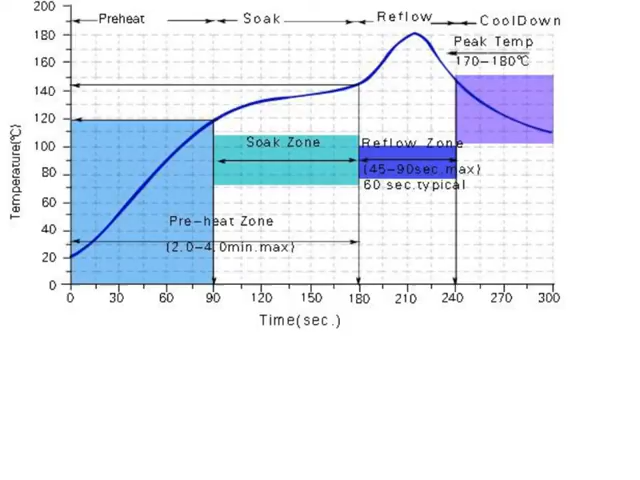 Preheat Soak Reflow CoolDown
200
180
160
140
120
100
80
60
40
20
0
Temperature(℃)
Peak Temp
170-180℃
Soak Zone
Reflow Zone
(45-90sec.max)
60 sec.typical
Pre-heat Zone
(2.0-4.0min.max)
0 30 60 90 120 150 180 210 240 270 300
Time(sec.)